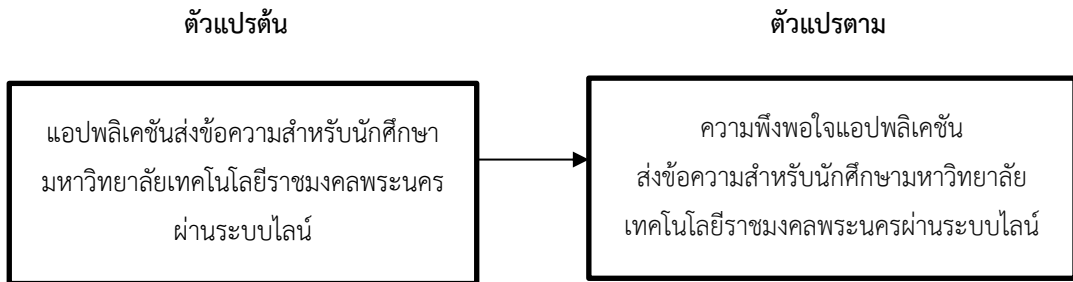 ตัวแปรต้น
ตัวแปรตาม
แอปพลิเคชันส่งข้อความสำหรับนักศึกษา
มหาวิทยาลัยเทคโนโลยีราชมงคลพระนคร
ผ่านระบบไลน์
ความพึงพอใจแอปพลิเคชัน
ส่งข้อความสำหรับนักศึกษามหาวิทยาลัย
เทคโนโลยีราชมงคลพระนครผ่านระบบไลน์